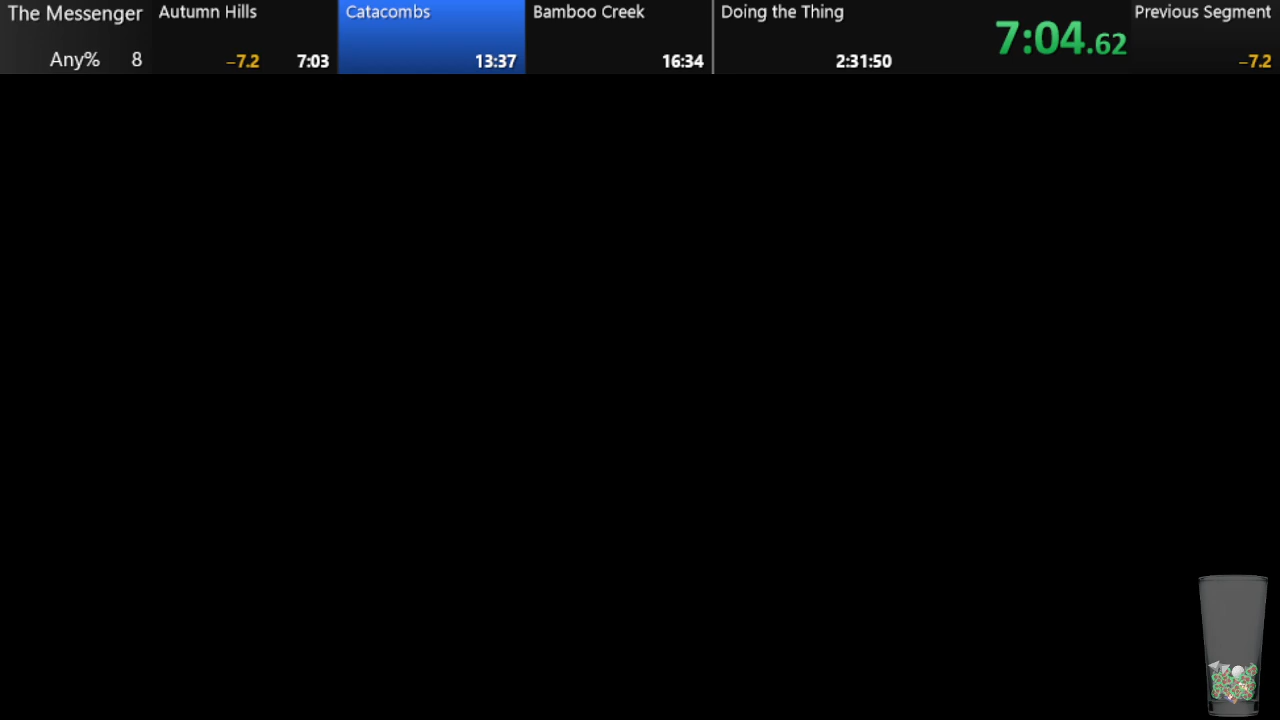 The Messenger
Any% 8
Autumn Hills
−7.2 7:03
Catacombs
13:37
Bamboo Creek
16:34
Doing the Thing
2:31:50
7:04.62
Previous Segment
−7.2